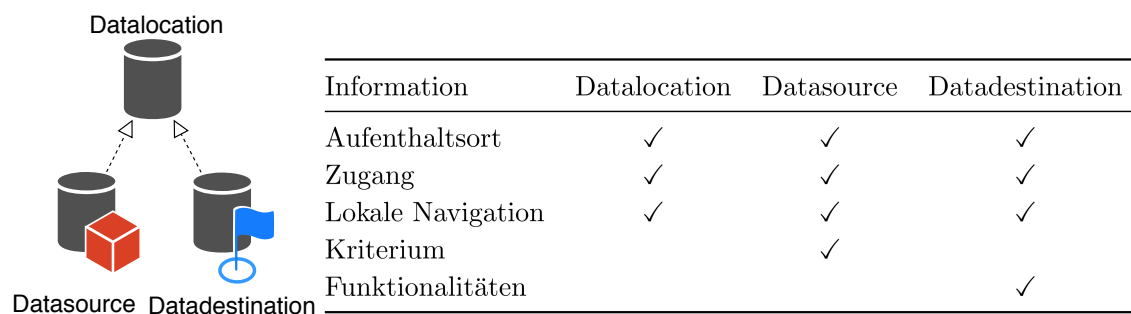 Datalocation
Datasource Datadestination
Information Datalocation Datasource Datadestination
Aufenthaltsort ✓ ✓ ✓
Zugang ✓ ✓ ✓
Lokale Navigation ✓ ✓ ✓
Kriterium ✓
Funktionalitäten ✓